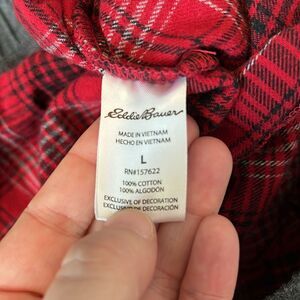 Eddie Bauer
MADE IN VIETNAM
HECHO EN VIETNAM
L
RN#157622
100% COTTON
100% ALGODÓN
EXCLUSIVE OF DECORATION
EXCLUSIVO DE DECORACIÓN